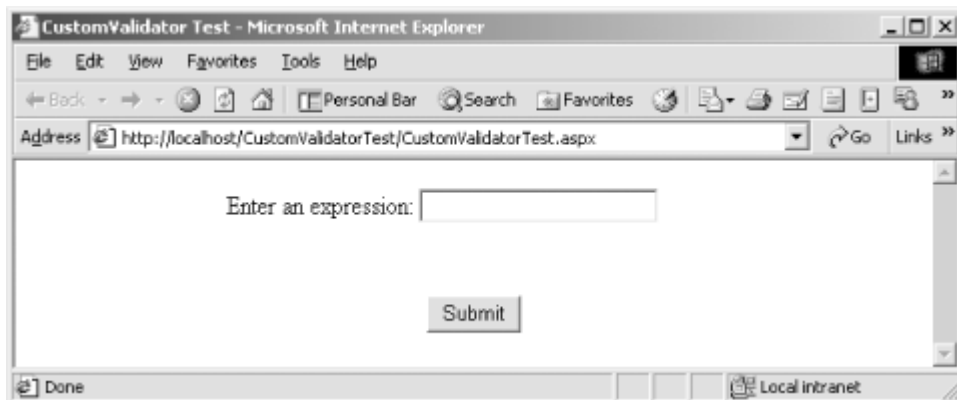 CustomValidator Test - Microsoft Internet Explorer
File Edit View Favorites Tools Help
Back Personal Bar Search Favorites »
Address http://localhost/CustomValidatorTest/CustomValidatorTest.aspx Go Links »
Enter an expression:
Submit
Done Local intranet